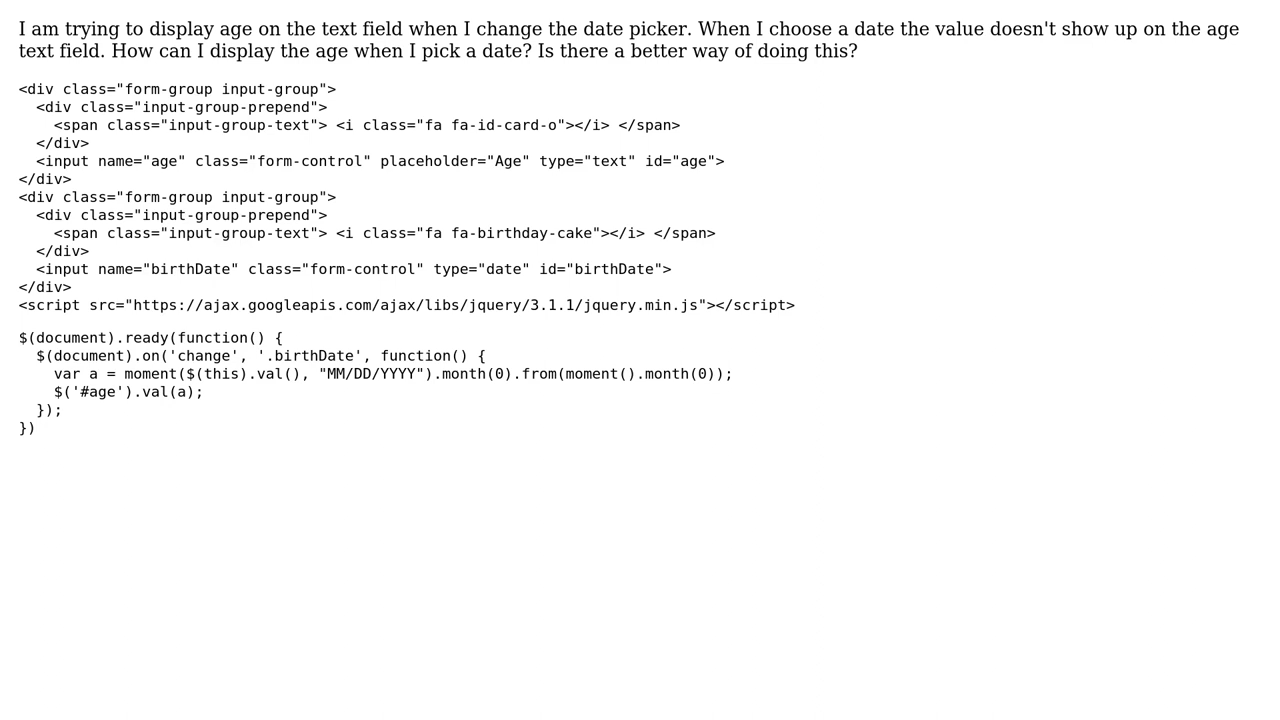 I am trying to display age on the text field when I change the date picker. When I choose a date the value doesn't show up on the age
text field. How can I display the age when I pick a date? Is there a better way of doing this?
<div class="form-group input-group">
  <div class="input-group-prepend">
    <span class="input-group-text"> <i class="fa fa-id-card-o"></i> </span>
  </div>
  <input name="age" class="form-control" placeholder="Age" type="text" id="age">
</div>
<div class="form-group input-group">
  <div class="input-group-prepend">
    <span class="input-group-text"> <i class="fa fa-birthday-cake"></i> </span>
  </div>
  <input name="birthDate" class="form-control" type="date" id="birthDate">
</div>
<script src="https://ajax.googleapis.com/ajax/libs/jquery/3.1.1/jquery.min.js"></script>
$(document).ready(function() {
  $(document).on('change', '.birthDate', function() {
    var a = moment($(this).val(), "MM/DD/YYYY").month(0).from(moment().month(0));
    $('#age').val(a);
  });
})